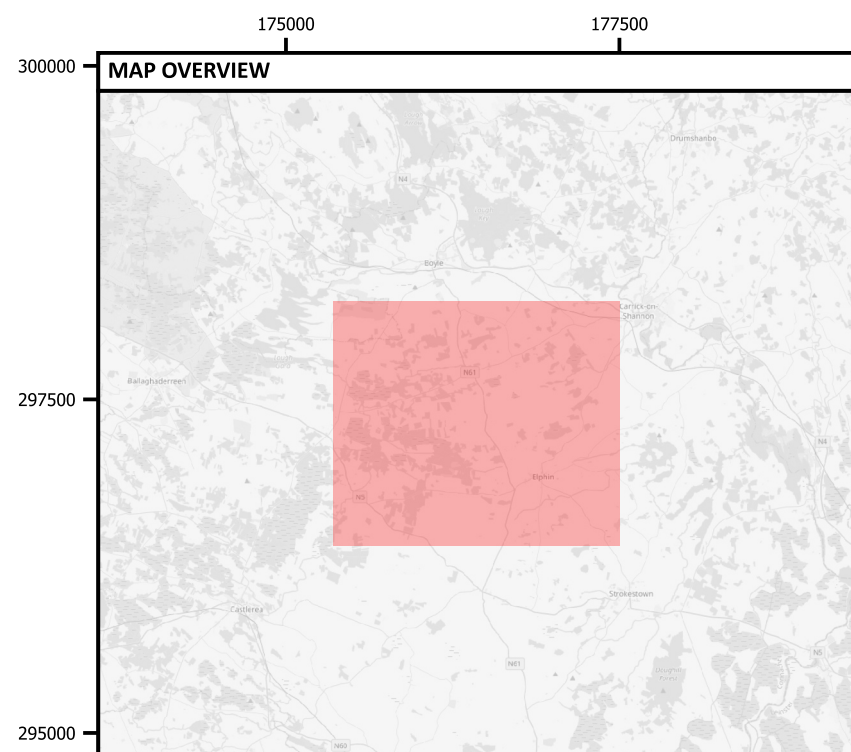 175000
177500
300000
MAP OVERVIEW
Drumshanbo
N4
Boyle
Carrick-on-
Shannon
N61
Ballaghaderreen
297500
N4
Elphin
N5
Strokestown
Castlerea
N5
N61
N60
295000